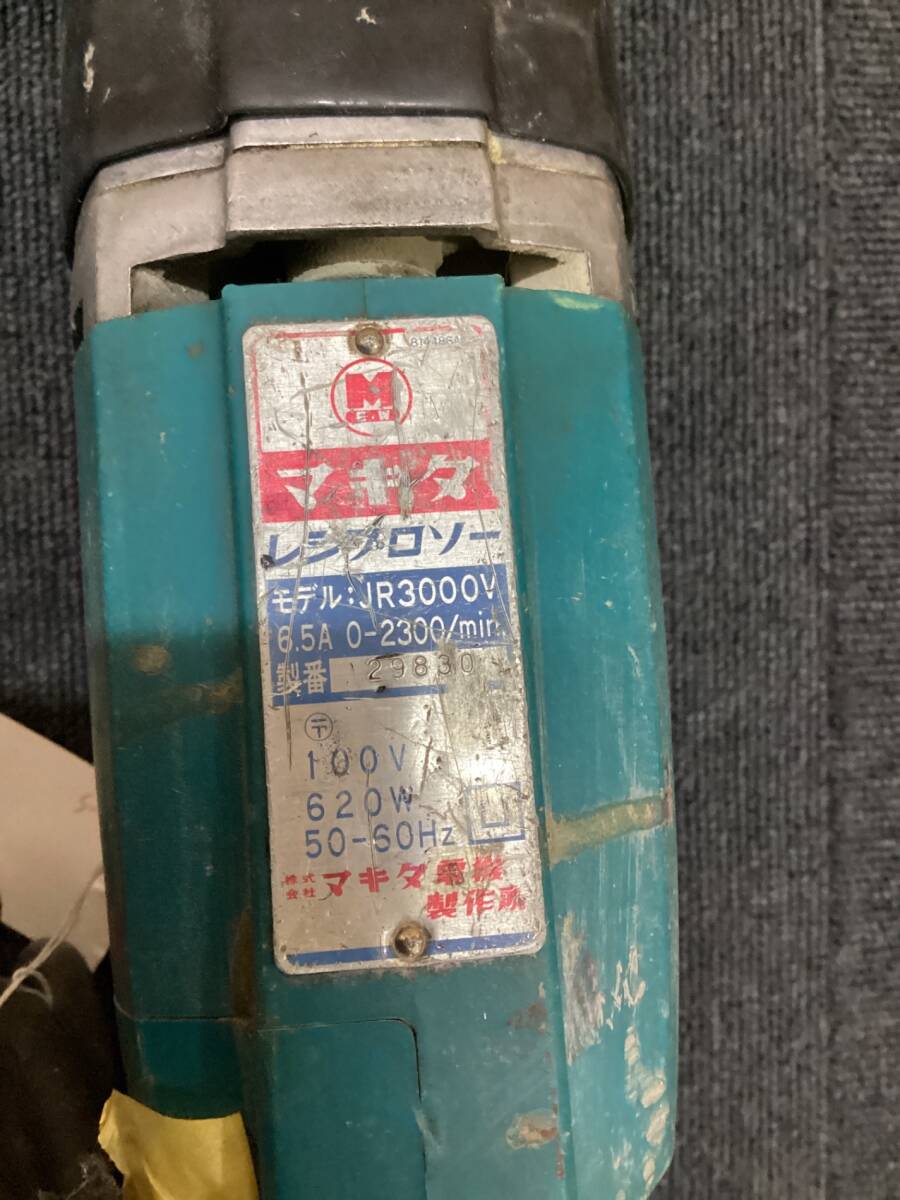 M
E.W
マキタ
レシプロソー
モデル:JR3000V
6.5A 0-2300/min
製番 29830
〒
100V
620W
50-60Hz
株式会社 マキタ電機
製作所